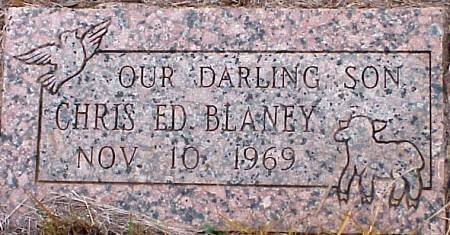 OUR DARLING SON
CHRIS ED. BLANEY
NOV. 10, 1969